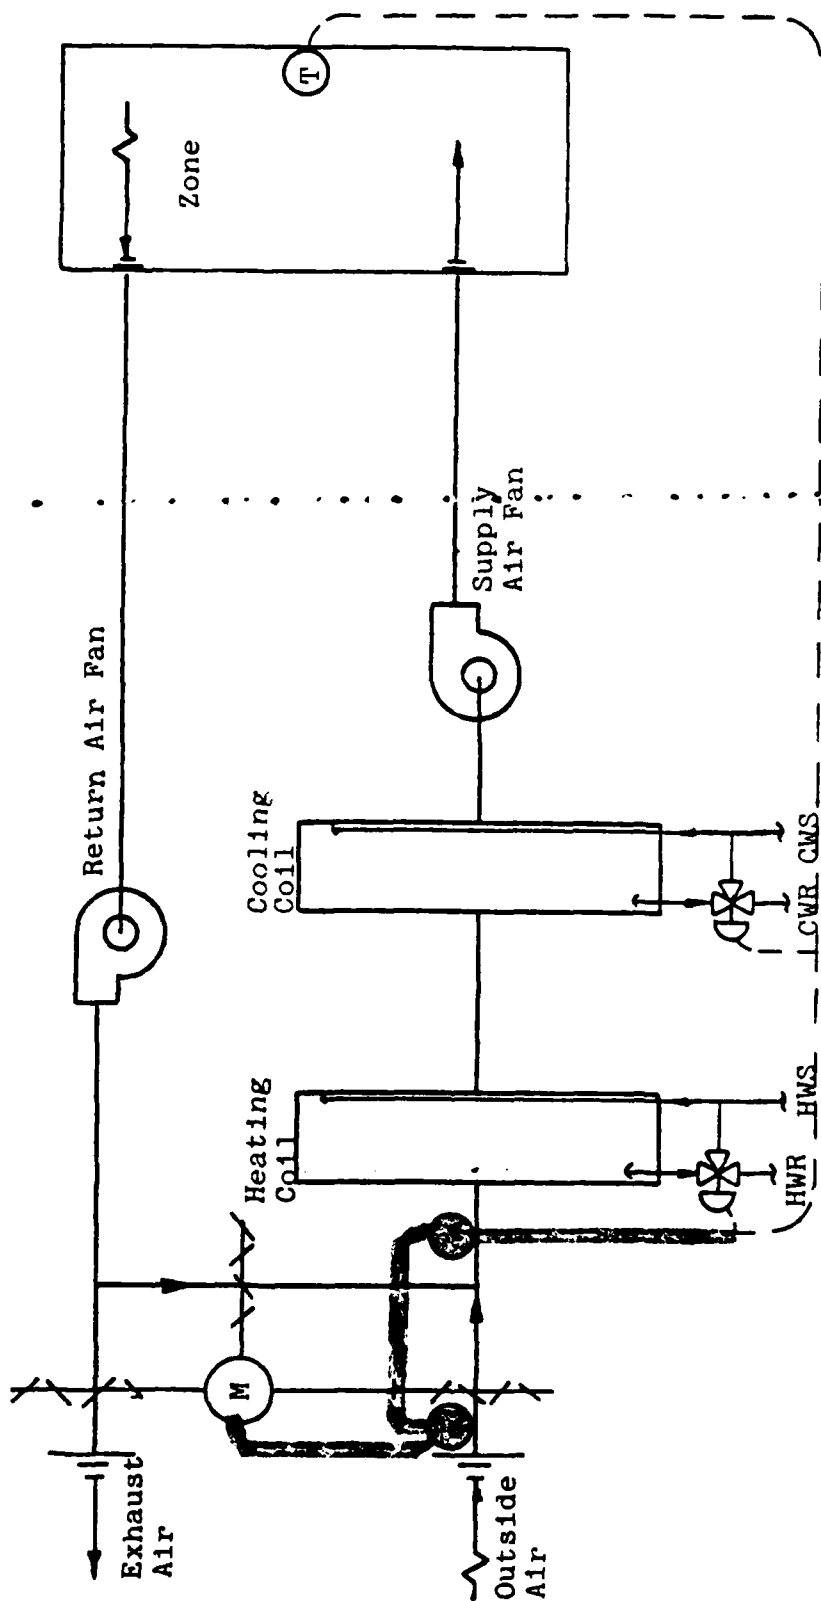 T
Zone
Return Air Fan
Supply
Air Fan
Cooling
Coil
CWR CWS
Heating
Coil
HWR
HWS
M
Exhaust
Air
Outside
Air